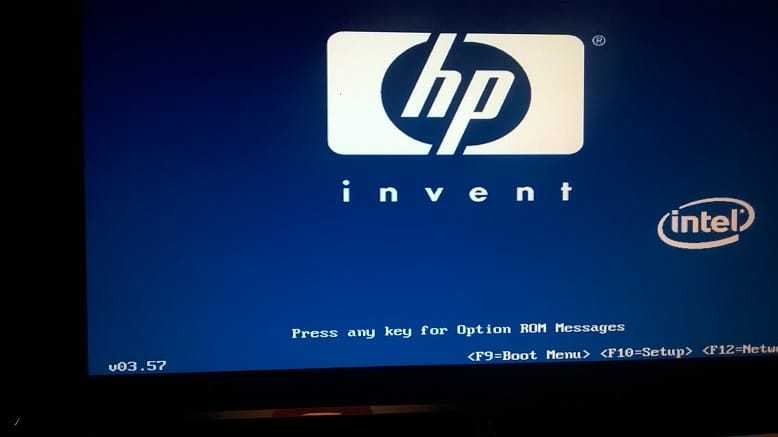 hp
®
invent
intel®
Press any key for Option ROM Messages
<F9=Boot Menu> <F10=Setup> <F12=Netw
v03.57